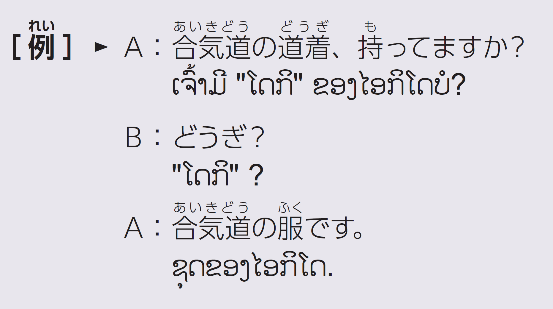 れい
[例] ► A：合気道の道着、持ってますか？
あいきどう どうぎ も
ເຈົ້າມີ "ໂດກິ" ຂອງໄອກິໂດບໍ?
B：どうぎ？
"ໂດກິ" ?
あいきどう ふく
A：合気道の服です。
ຊຸດຂອງໄອກິໂດ.